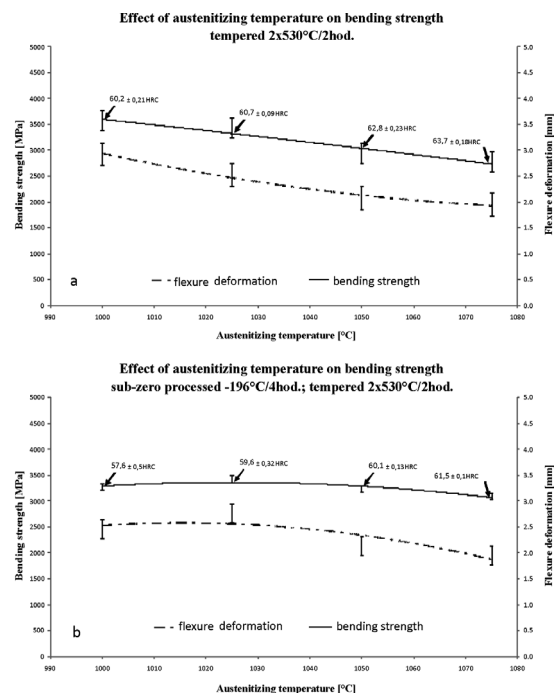 Effect of austenitizing temperature on bending strength
tempered 2x530°C/2hod.
5000
4500
4000
3500
3000
2500
2000
1500
1000
500
0
Bending strength [MPa]
60,2 ± 0,21HRC
60,7 ± 0,09HRC
62,8 ± 0,23HRC
63,7 ± 0,18HRC
5.0
4.5
4.0
3.5
3.0
2.5
2.0
1.5
1.0
0.5
0.0
Flexure deformation [mm]
a
flexure deformation
bending strength
990 1000 1010 1020 1030 1040 1050 1060 1070 1080
Austenitizing temperature [°C]
Effect of austenitizing temperature on bending strength
sub-zero processed -196°C/4hod.; tempered 2x530°C/2hod.
5000
4500
4000
3500
3000
2500
2000
1500
1000
500
0
Bending strength [MPa]
57,6 ± 0,5HRC
59,6 ± 0,32HRC
60,1 ± 0,13HRC
61,5 ± 0,1HRC
5.0
4.5
4.0
3.5
3.0
2.5
2.0
1.5
1.0
0.5
0.0
Flexure deformation [mm]
b
flexure deformation
bending strength
990 1000 1010 1020 1030 1040 1050 1060 1070 1080
Austenitizing temperature [°C]